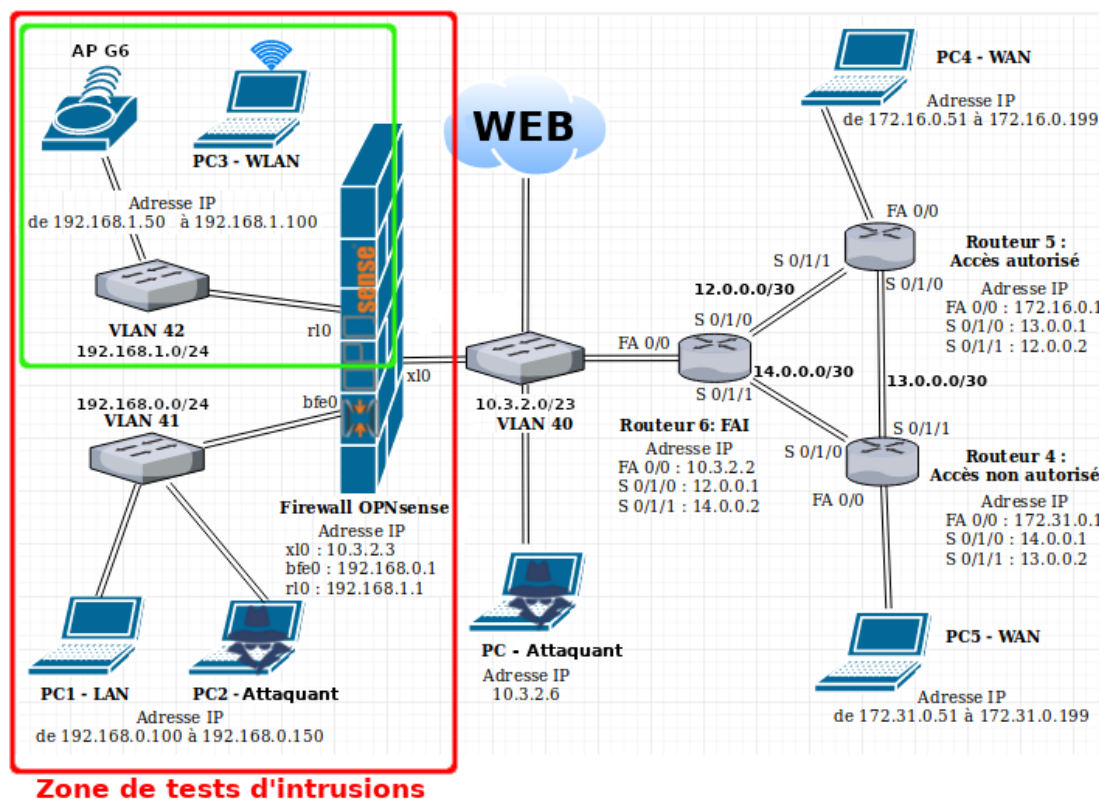 AP G6
PC3 - WLAN
Adresse IP
de 192.168.1.50 à 192.168.1.100
VLAN 42
192.168.1.0/24
rl0
sense
192.168.0.0/24
VLAN 41
bfe0
xl0
Firewall OPNsense
Adresse IP
xl0 : 10.3.2.3
bfe0 : 192.168.0.1
rl0 : 192.168.1.1
PC1 - LAN
PC2 - Attaquant
Adresse IP
de 192.168.0.100 à 192.168.0.150
Zone de tests d'intrusions
WEB
10.3.2.0/23
VLAN 40
PC - Attaquant
Adresse IP
10.3.2.6
FA 0/0
S 0/1/0
S 0/1/1
Routeur 6: FAI
Adresse IP
FA 0/0 : 10.3.2.2
S 0/1/0 : 12.0.0.1
S 0/1/1 : 14.0.0.2
12.0.0.0/30
14.0.0.0/30
13.0.0.0/30
PC4 - WAN
Adresse IP
de 172.16.0.51 à 172.16.0.199
FA 0/0
S 0/1/1
S 0/1/0
Routeur 5 :
Accès autorisé
Adresse IP
FA 0/0 : 172.16.0.1
S 0/1/0 : 13.0.0.1
S 0/1/1 : 12.0.0.2
S 0/1/1
S 0/1/0
FA 0/0
Routeur 4 :
Accès non autorisé
Adresse IP
FA 0/0 : 172.31.0.1
S 0/1/0 : 14.0.0.1
S 0/1/1 : 13.0.0.2
PC5 - WAN
Adresse IP
de 172.31.0.51 à 172.31.0.199